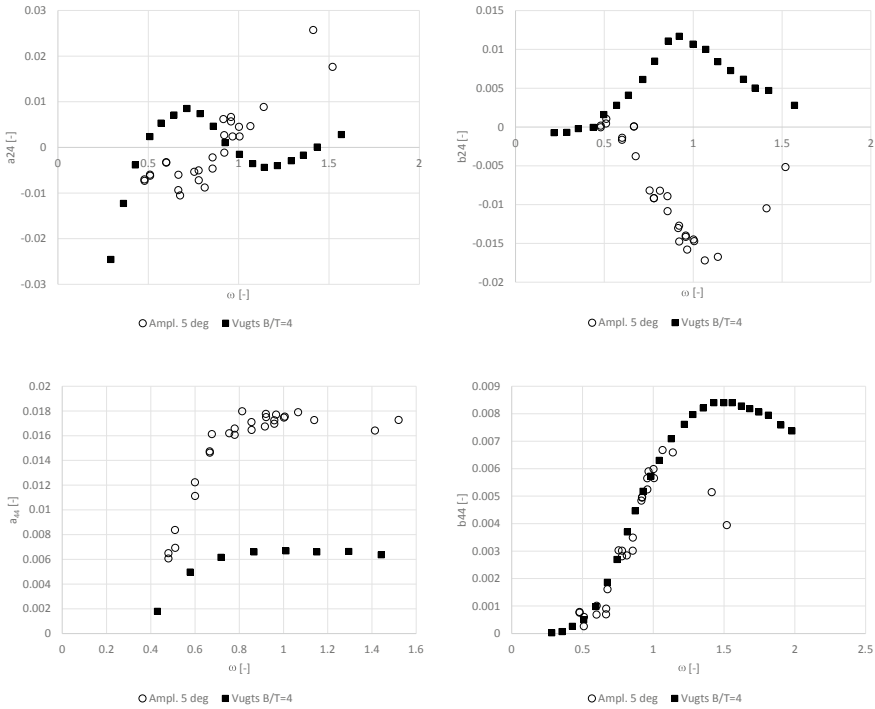 0.03
0.02
0.01
0
-0.01
-0.02
-0.03
0 0.5 1 1.5 2
a24 [-]
ω [-]
Ampl. 5 deg Vugts B/T=4
0.015
0.01
0.005
0
-0.005
-0.01
-0.015
-0.02
0 0.5 1 1.5 2
b24 [-]
ω [-]
Ampl. 5 deg Vugts B/T=4
0.02
0.018
0.016
0.014
0.012
0.01
0.008
0.006
0.004
0.002
0
0 0.2 0.4 0.6 0.8 1 1.2 1.4 1.6
a44 [-]
ω [-]
Ampl. 5 deg Vugts B/T=4
0.009
0.008
0.007
0.006
0.005
0.004
0.003
0.002
0.001
0
0 0.5 1 1.5 2 2.5
b44 [-]
ω [-]
Ampl. 5 deg Vugts B/T=4